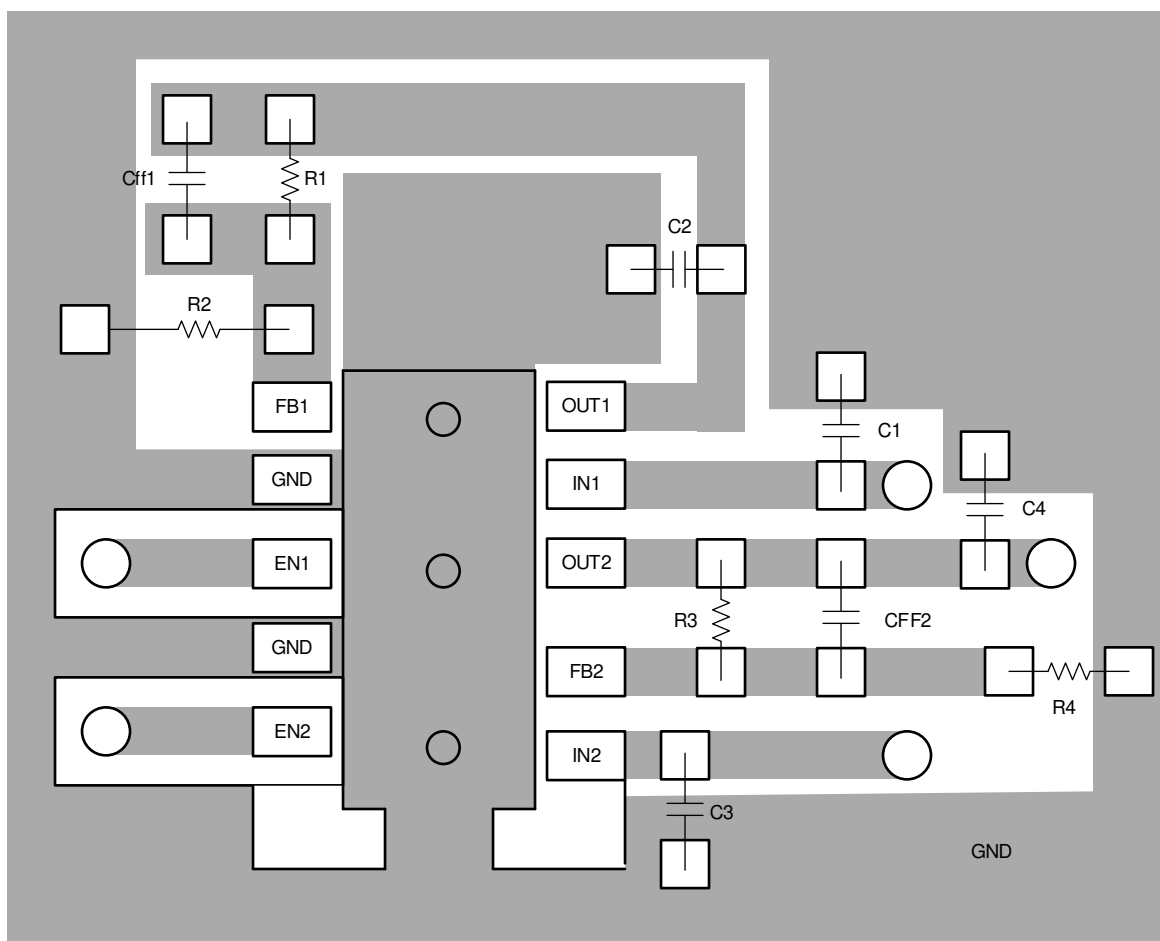 Cff1
R1
C2
R2
FB1
OUT1
C1
GND
IN1
C4
EN1
OUT2
R3
CFF2
GND
FB2
R4
EN2
IN2
C3
GND